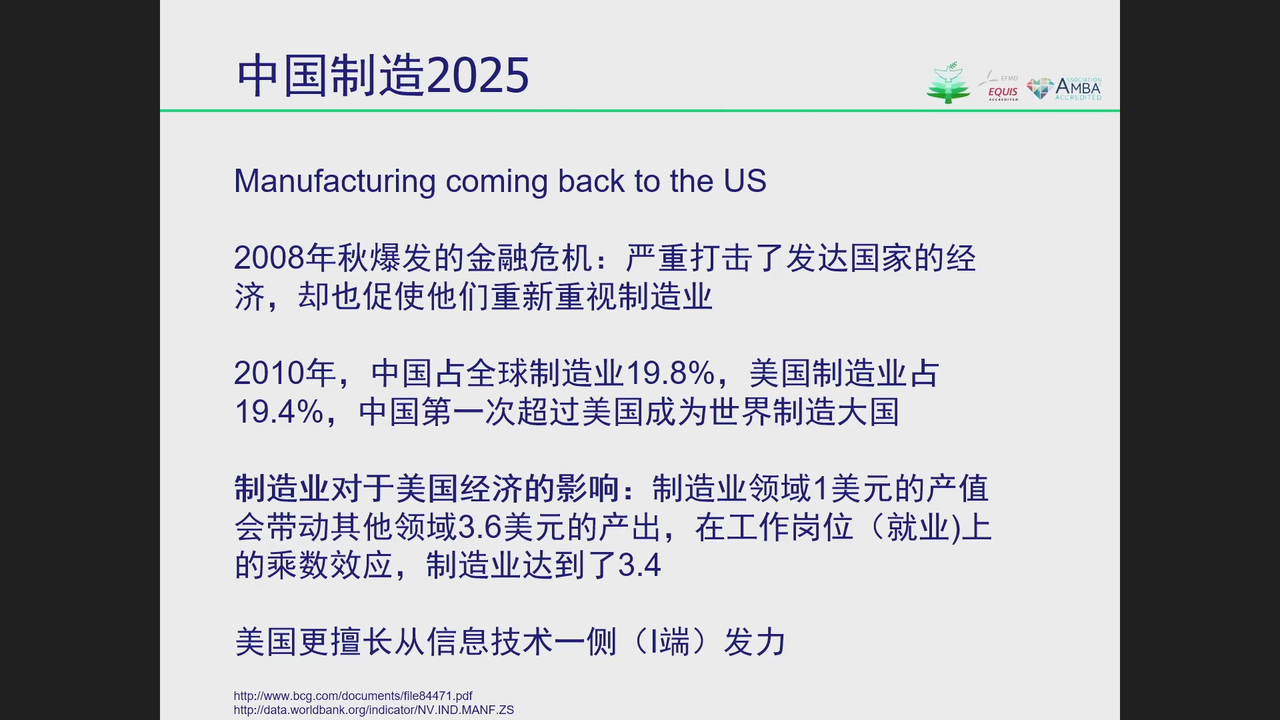 中国制造2025
EFMD
EQUIS
ACCREDITED
ASSOCIATION
AMBA
ACCREDITED
Manufacturing coming back to the US
2008年秋爆发的金融危机：严重打击了发达国家的经
济，却也促使他们重新重视制造业
2010年，中国占全球制造业19.8%，美国制造业占
19.4%，中国第一次超过美国成为世界制造大国
制造业对于美国经济的影响：制造业领域1美元的产值
会带动其他领域3.6美元的产出，在工作岗位（就业)上
的乘数效应，制造业达到了3.4
美国更擅长从信息技术一侧（I端）发力
http://www.bcg.com/documents/file84471.pdf
http://data.worldbank.org/indicator/NV.IND.MANF.ZS